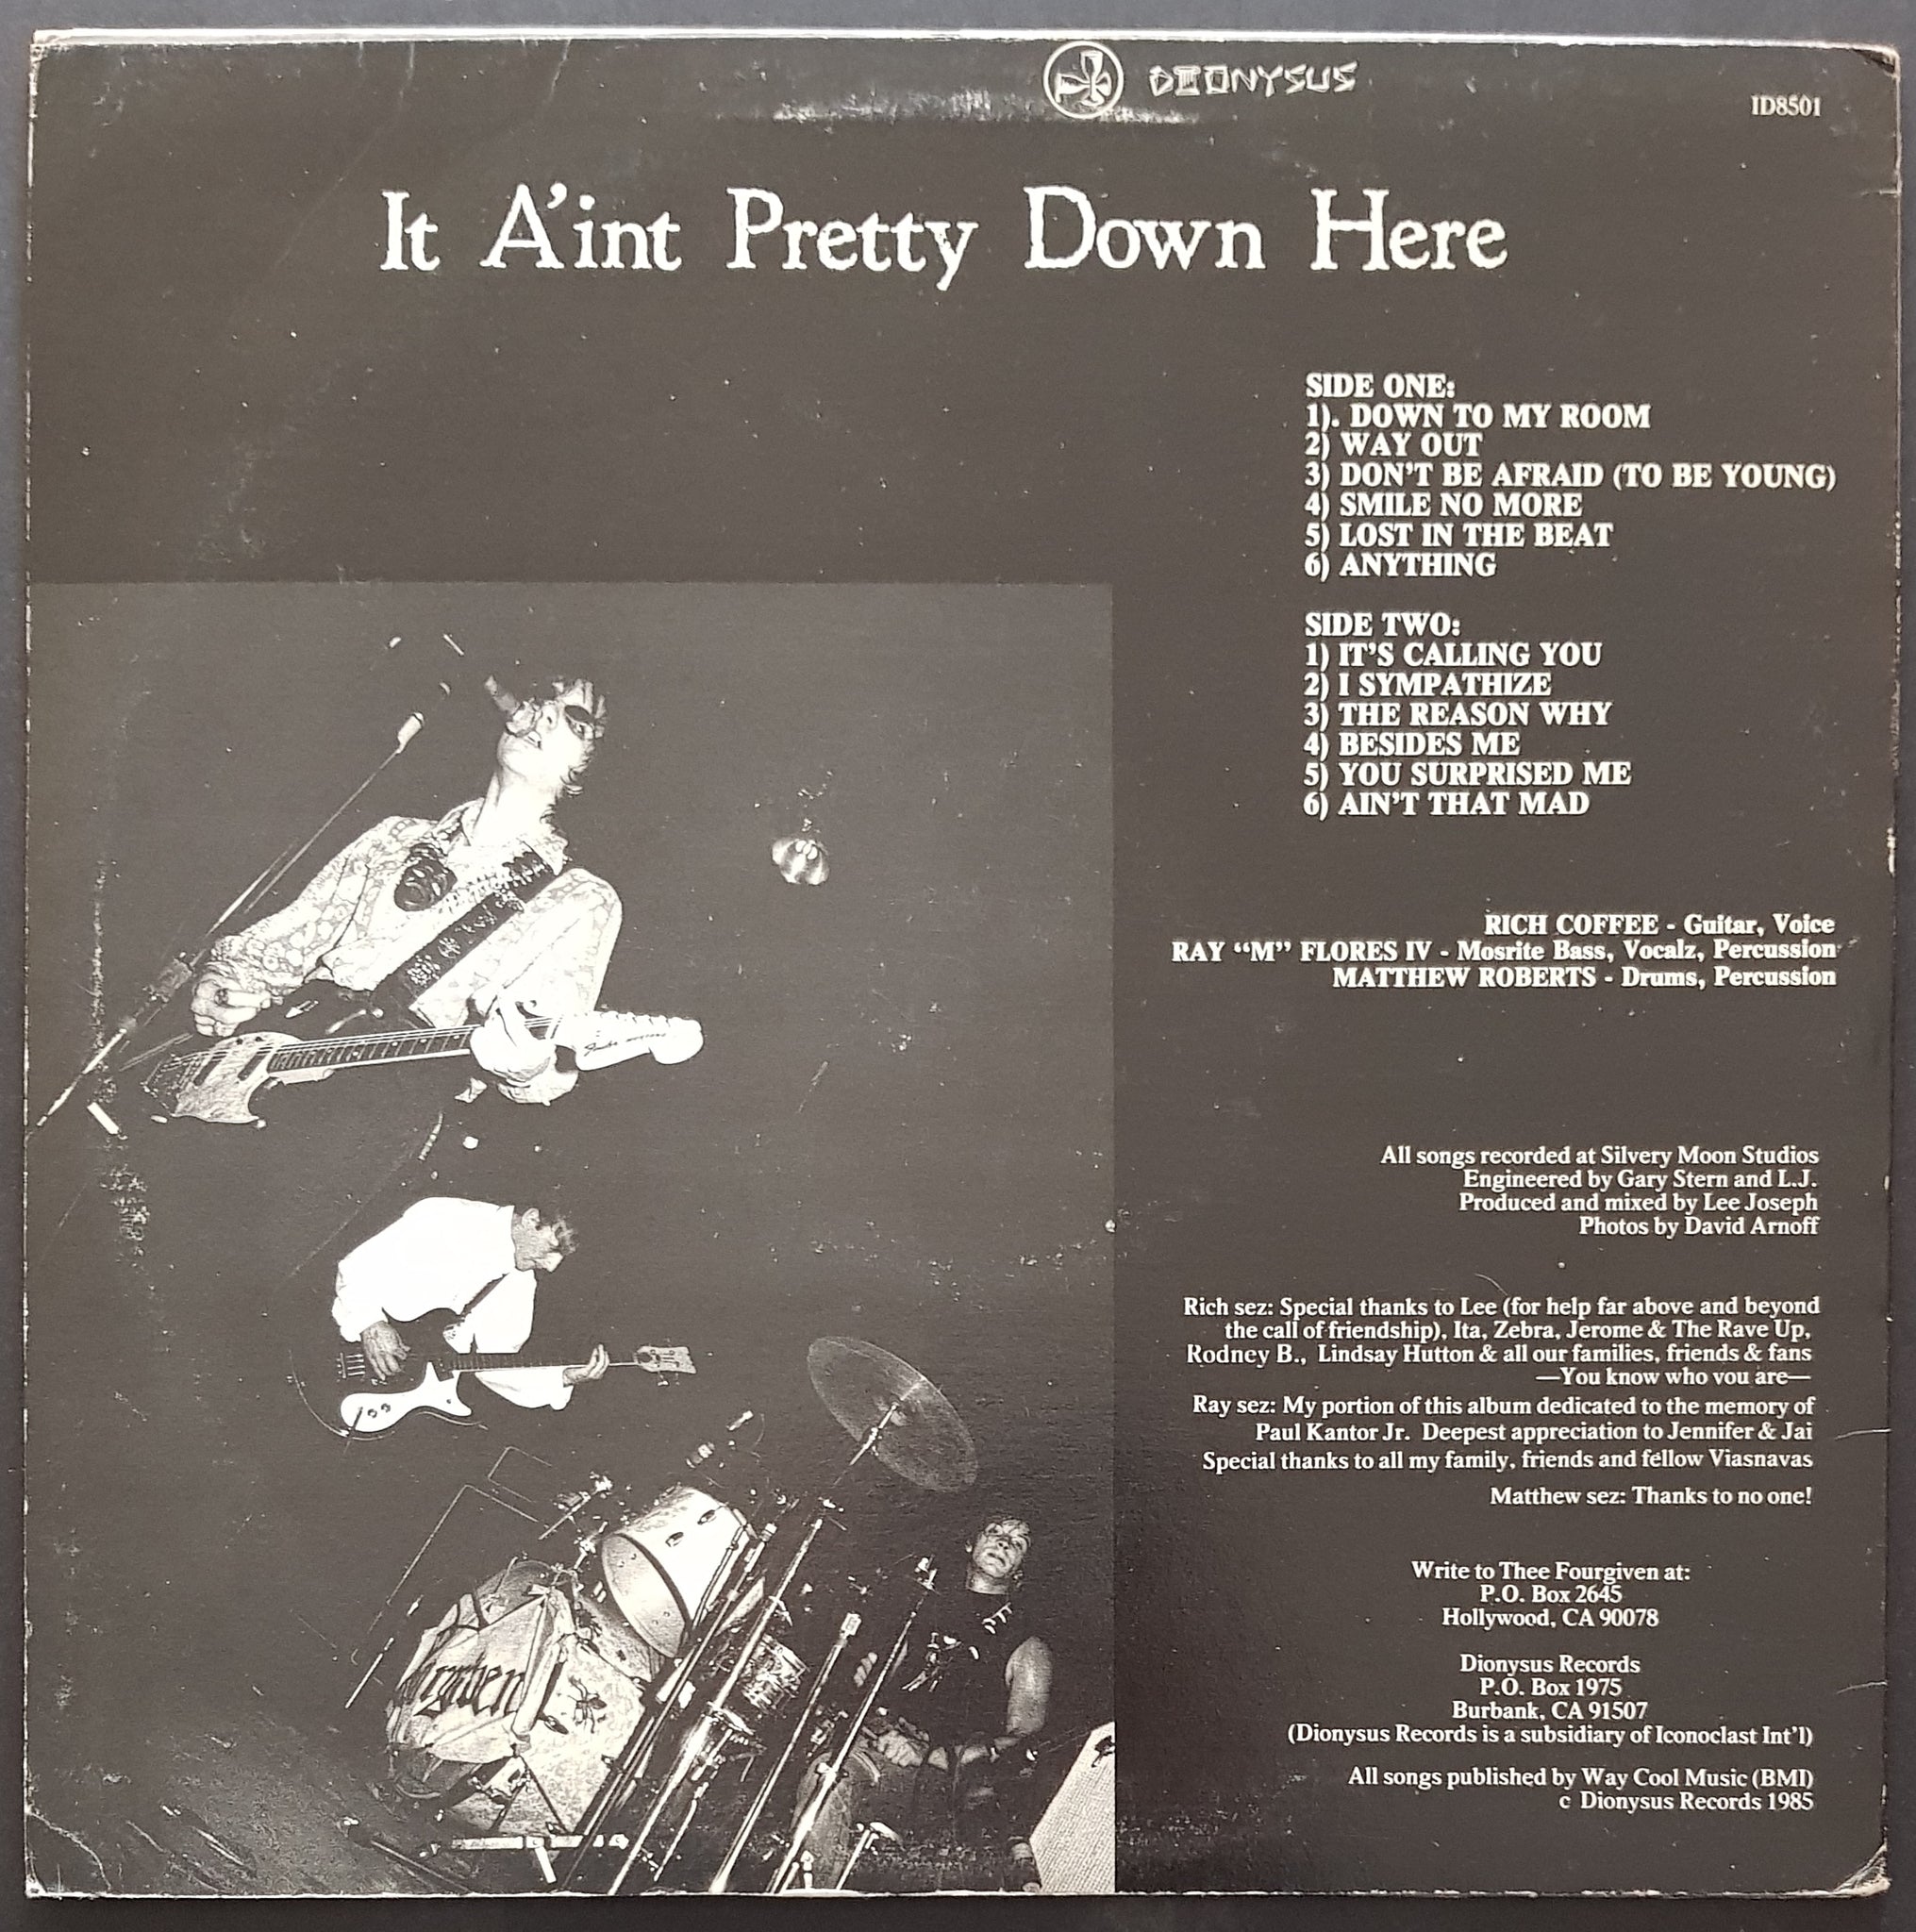 DIONYSUS
ID8501
It A'int Pretty Down Here
SIDE ONE:
1). DOWN TO MY ROOM
2) WAY OUT
3) DON'T BE AFRAID (TO BE YOUNG)
4) SMILE NO MORE
5) LOST IN THE BEAT
6) ANYTHING
SIDE TWO:
1) IT'S CALLING YOU
2) I SYMPATHIZE
3) THE REASON WHY
4) BESIDES ME
5) YOU SURPRISED ME
6) AIN'T THAT MAD
RICH COFFEE - Guitar, Voice
RAY “M” FLORES IV - Mosrite Bass, Vocalz, Percussion
MATTHEW ROBERTS - Drums, Percussion
All songs recorded at Silvery Moon Studios
Engineered by Gary Stern and L.J.
Produced and mixed by Lee Joseph
Photos by David Arnoff
Rich sez: Special thanks to Lee (for help far above and beyond
the call of friendship), Ita, Zebra, Jerome & The Rave Up,
Rodney B., Lindsay Hutton & all our families, friends & fans
—You know who you are—
Ray sez: My portion of this album dedicated to the memory of
Paul Kantor Jr. Deepest appreciation to Jennifer & Jai
Special thanks to all my family, friends and fellow Viasnavas
Matthew sez: Thanks to no one!
Write to Thee Fourgiven at:
P.O. Box 2645
Hollywood, CA 90078
Dionysus Records
P.O. Box 1975
Burbank, CA 91507
(Dionysus Records is a subsidiary of Iconoclast Int'l)
All songs published by Way Cool Music (BMI)
c Dionysus Records 1985